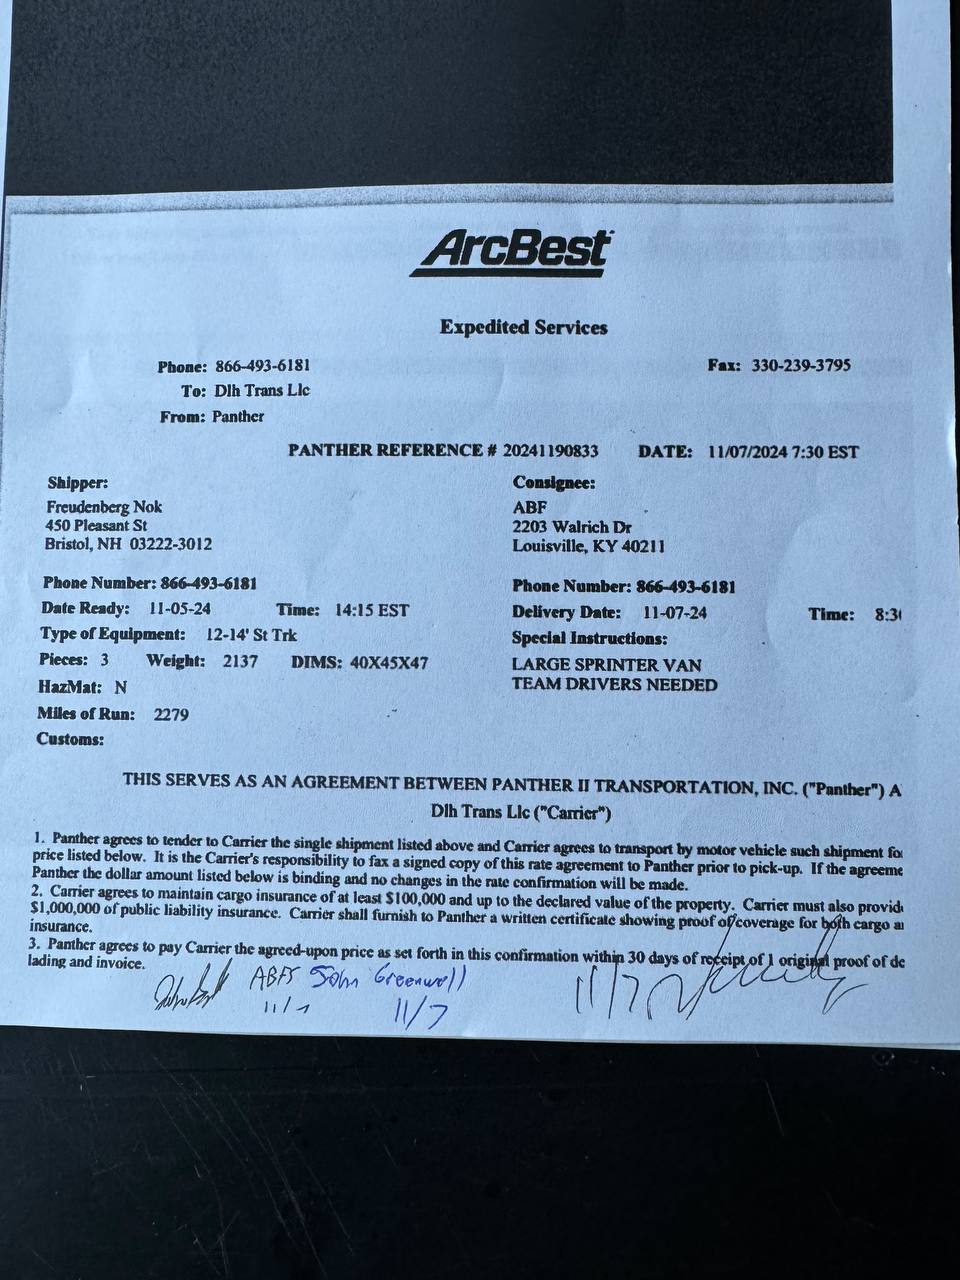 ArcBest
Expedited Services
Phone: 866-493-6181 Fax: 330-239-3795
To: Dlh Trans Llc
From: Panther
PANTHER REFERENCE # 20241190833 DATE: 11/07/2024 7:30 EST
Shipper: Consignee:
Freudenberg Nok ABF
450 Pleasant St 2203 Walrich Dr
Bristol, NH 03222-3012 Louisville, KY 40211
Phone Number: 866-493-6181 Phone Number: 866-493-6181
Date Ready: 11-05-24 Time: 14:15 EST Delivery Date: 11-07-24 Time: 8:3
Type of Equipment: 12-14' St Trk Special Instructions:
Pieces: 3 Weight: 2137 DIMS: 40X45X47 LARGE SPRINTER VAN
HazMat: N TEAM DRIVERS NEEDED
Miles of Run: 2279
Customs:
THIS SERVES AS AN AGREEMENT BETWEEN PANTHER II TRANSPORTATION, INC. ("Panther") A
Dlh Trans Llc ("Carrier")
1. Panther agrees to tender to Carrier the single shipment listed above and Carrier agrees to transport by motor vehicle such shipment fo
price listed below. It is the Carrier's responsibility to fax a signed copy of this rate agreement to Panther prior to pick-up. If the agreeme
Panther the dollar amount listed below is binding and no changes in the rate confirmation will be made.
2. Carrier agrees to maintain cargo insurance of at least $100,000 and up to the declared value of the property. Carrier must also provid
$1,000,000 of public liability insurance. Carrier shall furnish to Panther a written certificate showing proof of coverage for both cargo a
insurance.
3. Panther agrees to pay Carrier the agreed-upon price as set forth in this confirmation within 30 days of receipt of 1 original proof of de
lading and invoice.
ABFS John Greenwell
11/7 11/7 11/7